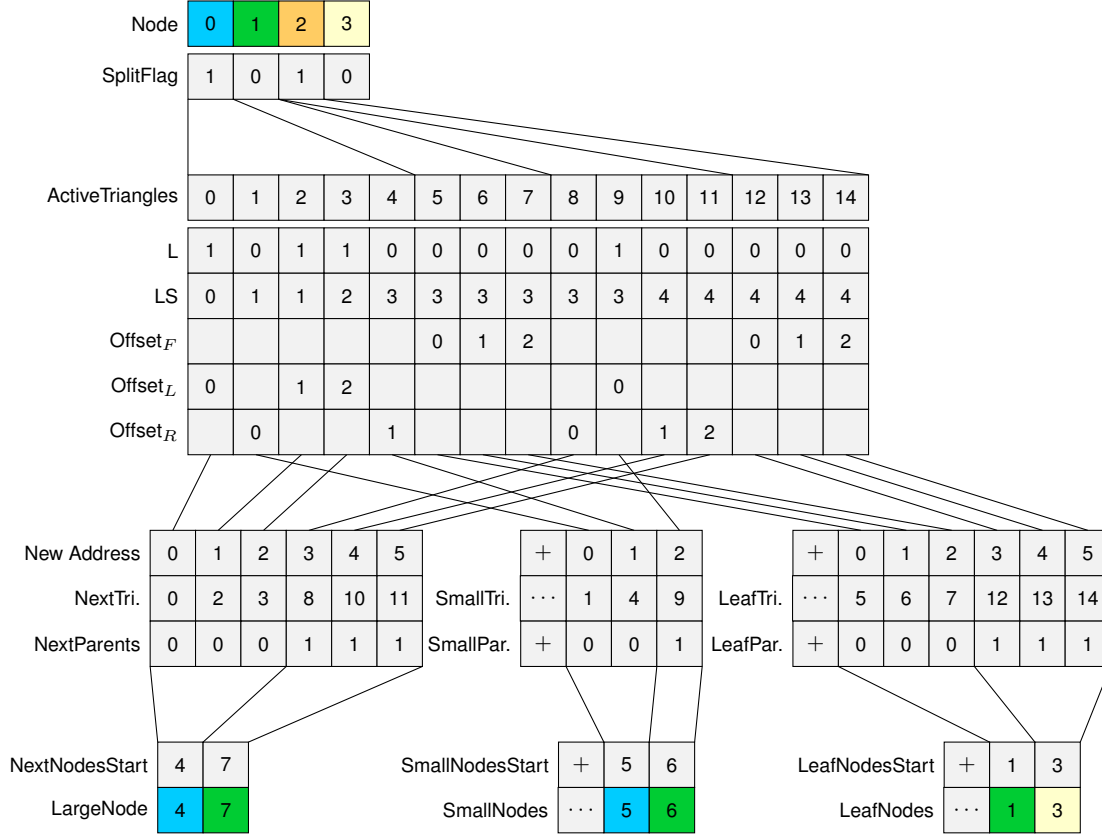 Node 0 1 2 3
SplitFlag 1 0 1 0
ActiveTriangles 0 1 2 3 4 5 6 7 8 9 10 11 12 13 14
L 1 0 1 1 0 0 0 0 0 1 0 0 0 0 0
LS 0 1 1 2 3 3 3 3 3 3 4 4 4 4 4
Offset_F 0 1 2 0 1 2
Offset_L 0 1 2 0
Offset_R 0 1 0 1 2
New Address 0 1 2 3 4 5 + 0 1 2 + 0 1 2 3 4 5
NextTri. 0 2 3 8 10 11 SmallTri. ··· 1 4 9 LeafTri. ··· 5 6 7 12 13 14
NextParents 0 0 0 1 1 1 SmallPar. + 0 0 1 LeafPar. + 0 0 0 1 1 1
NextNodesStart 4 7 SmallNodesStart + 5 6 LeafNodesStart + 1 3
LargeNode 4 7 SmallNodes ··· 5 6 LeafNodes ··· 1 3